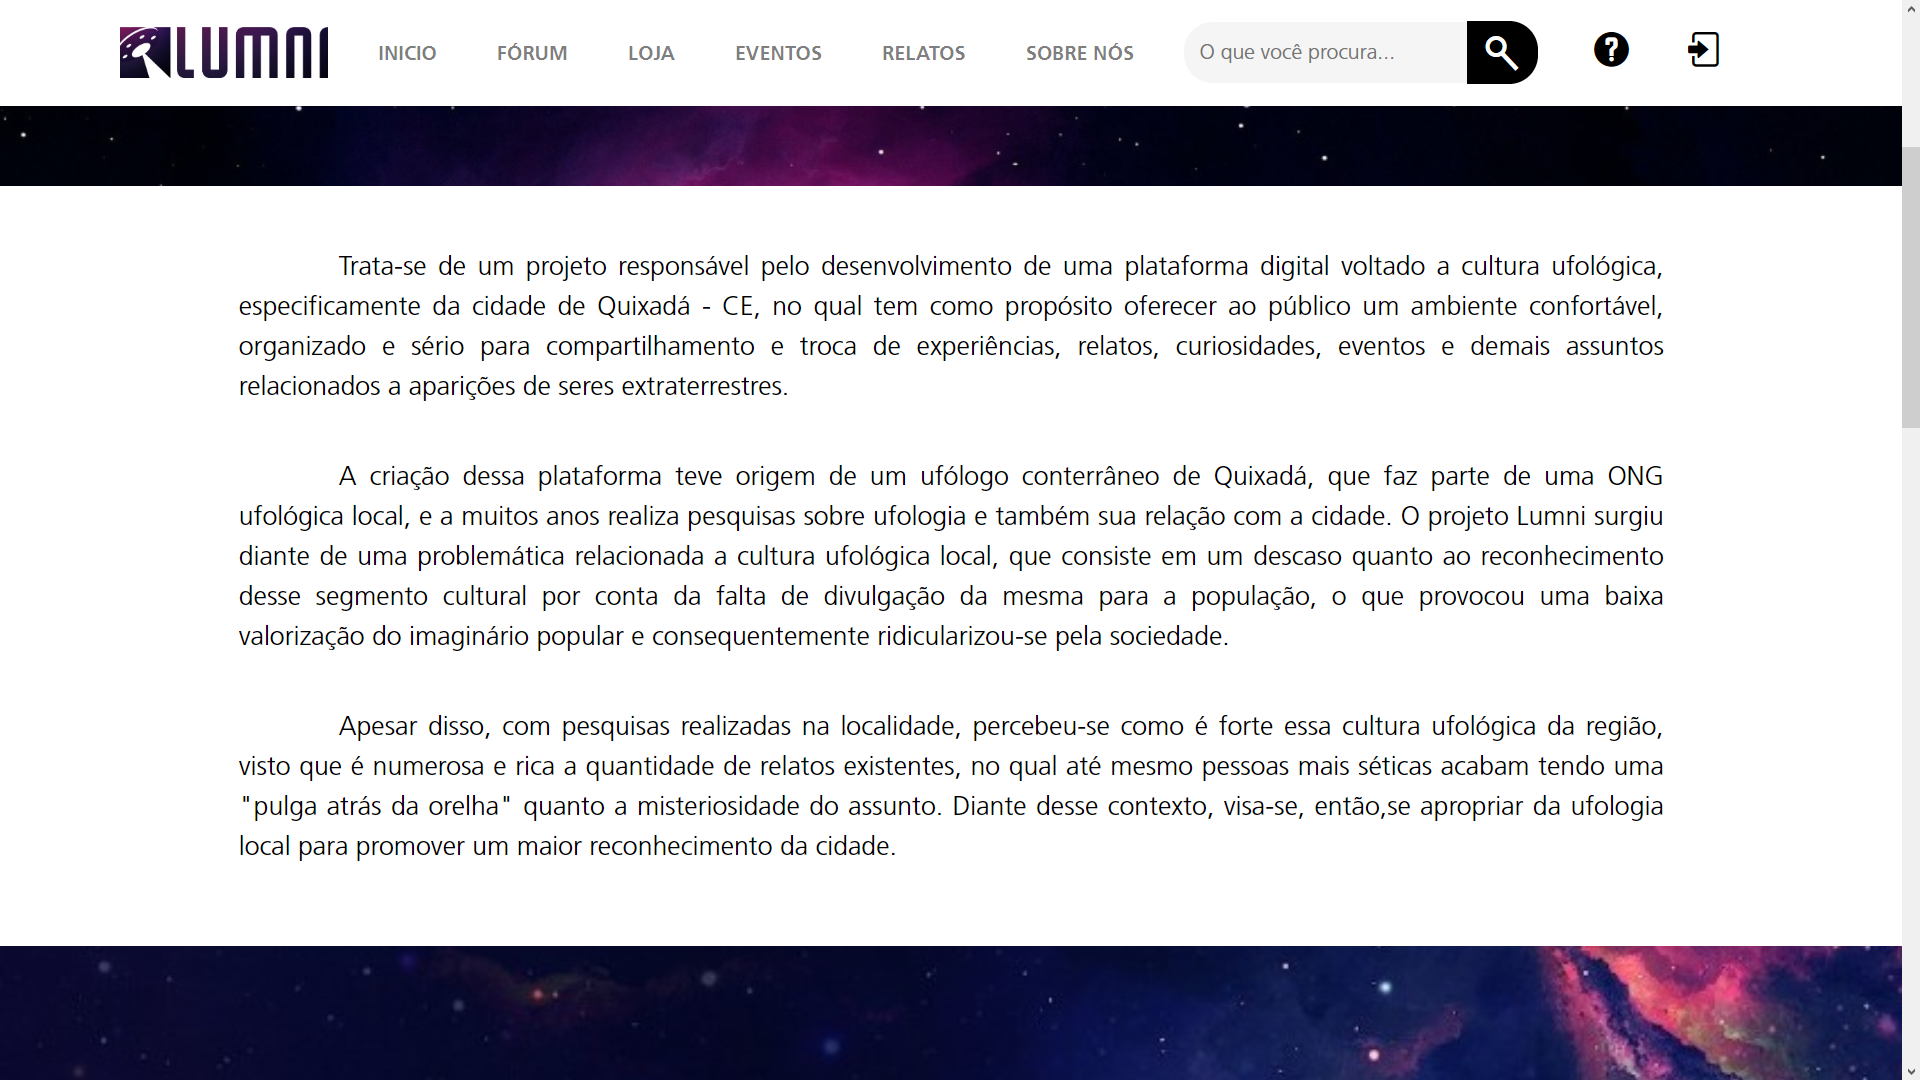 LUMNI
INICIO
FÓRUM
LOJA
EVENTOS
RELATOS
SOBRE NÓS
O que você procura...
Trata-se de um projeto responsável pelo desenvolvimento de uma plataforma digital voltado a cultura ufológica,
especificamente da cidade de Quixadá - CE, no qual tem como propósito oferecer ao público um ambiente confortável,
organizado e sério para compartilhamento e troca de experiências, relatos, curiosidades, eventos e demais assuntos
relacionados a aparições de seres extraterrestres.
A criação dessa plataforma teve origem de um ufólogo conterrâneo de Quixadá, que faz parte de uma ONG
ufológica local, e a muitos anos realiza pesquisas sobre ufologia e também sua relação com a cidade. O projeto Lumni surgiu
diante de uma problemática relacionada a cultura ufológica local, que consiste em um descaso quanto ao reconhecimento
desse segmento cultural por conta da falta de divulgação da mesma para a população, o que provocou uma baixa
valorização do imaginário popular e consequentemente ridicularizou-se pela sociedade.
Apesar disso, com pesquisas realizadas na localidade, percebeu-se como é forte essa cultura ufológica da região,
visto que é numerosa e rica a quantidade de relatos existentes, no qual até mesmo pessoas mais séticas acabam tendo uma
"pulga atrás da orelha" quanto a misteriosidade do assunto. Diante desse contexto, visa-se, então,se apropriar da ufologia
local para promover um maior reconhecimento da cidade.